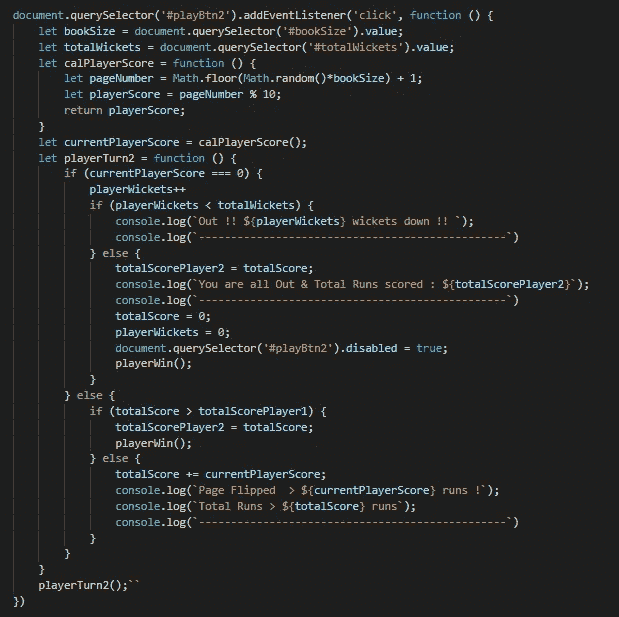 document.querySelector('#playBtn2').addEventListener('click', function () {
    let bookSize = document.querySelector('#bookSize').value;
    let totalWickets = document.querySelector('#totalWickets').value;
    let calPlayerScore = function () {
        let pageNumber = Math.floor(Math.random()*bookSize) + 1;
        let playerScore = pageNumber % 10;
        return playerScore;
    }
    let currentPlayerScore = calPlayerScore();
    let playerTurn2 = function () {
        if (currentPlayerScore === 0) {
            playerWickets++
            if (playerWickets < totalWickets) {
                console.log(`Out !! ${playerWickets} wickets down !! `);
                console.log(`-----------------------------------------------`)
            } else {
                totalScorePlayer2 = totalScore;
                console.log(`You are all Out & Total Runs scored : ${totalScorePlayer2}`);
                console.log(`-----------------------------------------------`)
                totalScore = 0;
                playerWickets = 0;
                document.querySelector('#playBtn2').disabled = true;
                playerWin();
            }
        } else {
            if (totalScore > totalScorePlayer1) {
                totalScorePlayer2 = totalScore;
                playerWin();
            } else {
                totalScore += currentPlayerScore;
                console.log(`Page Flipped  > ${currentPlayerScore} runs !`);
                console.log(`Total Runs > ${totalScore} runs`);
                console.log(`-----------------------------------------------`)
            }
        }
    }
    playerTurn2();``
})